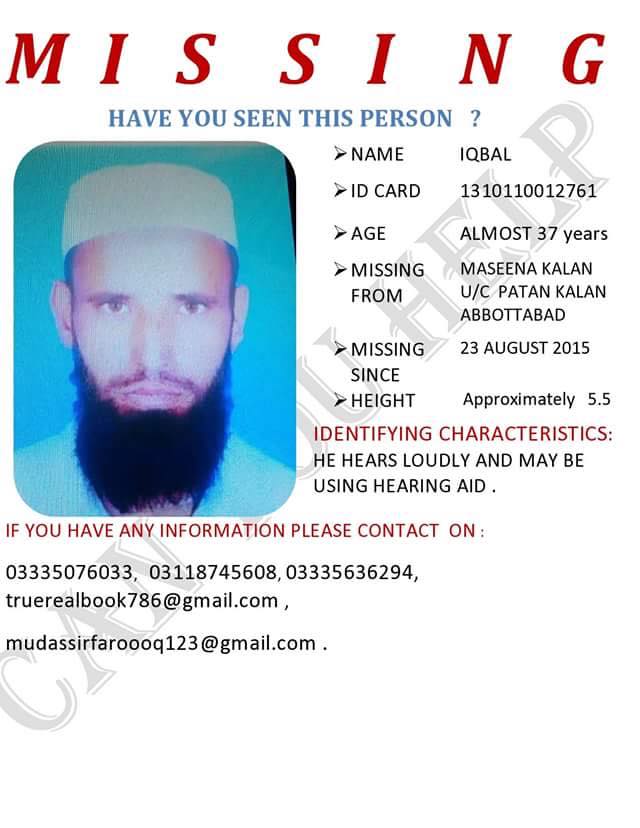 MISSING
HAVE YOU SEEN THIS PERSON ?
➢NAME IQBAL
➢ID CARD 1310110012761
➢AGE ALMOST 37 years
➢MISSING FROM MASEENA KALAN
U/C PATAN KALAN
ABBOTTABAD
➢MISSING SINCE 23 AUGUST 2015
➢HEIGHT Approximately 5.5
IDENTIFYING CHARACTERISTICS:
HE HEARS LOUDLY AND MAY BE
USING HEARING AID .
IF YOU HAVE ANY INFORMATION PLEASE CONTACT ON :
03335076033, 03118745608, 03335636294,
truerealbook786@gmail.com ,
mudassirfaroooq123@gmail.com .
CAN YOU HELP